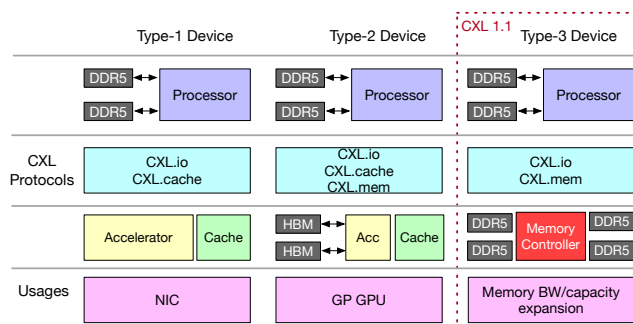 CXL 1.1
Type-1 Device
Type-2 Device
Type-3 Device
DDR5
DDR5
Processor
DDR5
DDR5
Processor
DDR5
DDR5
Processor
CXL
Protocols
CXL.io
CXL.cache
CXL.io
CXL.cache
CXL.mem
CXL.io
CXL.mem
Accelerator
Cache
HBM
HBM
Acc
Cache
DDR5
DDR5
Memory
Controller
DDR5
DDR5
Usages
NIC
GP GPU
Memory BW/capacity
expansion